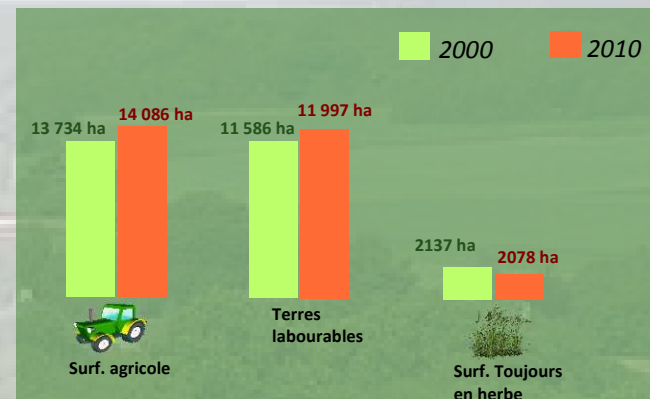 2000 2010
13 734 ha 14 086 ha 11 586 ha 11 997 ha
2137 ha 2078 ha
Surf. agricole
Terres
labourables
Surf. Toujours
en herbe